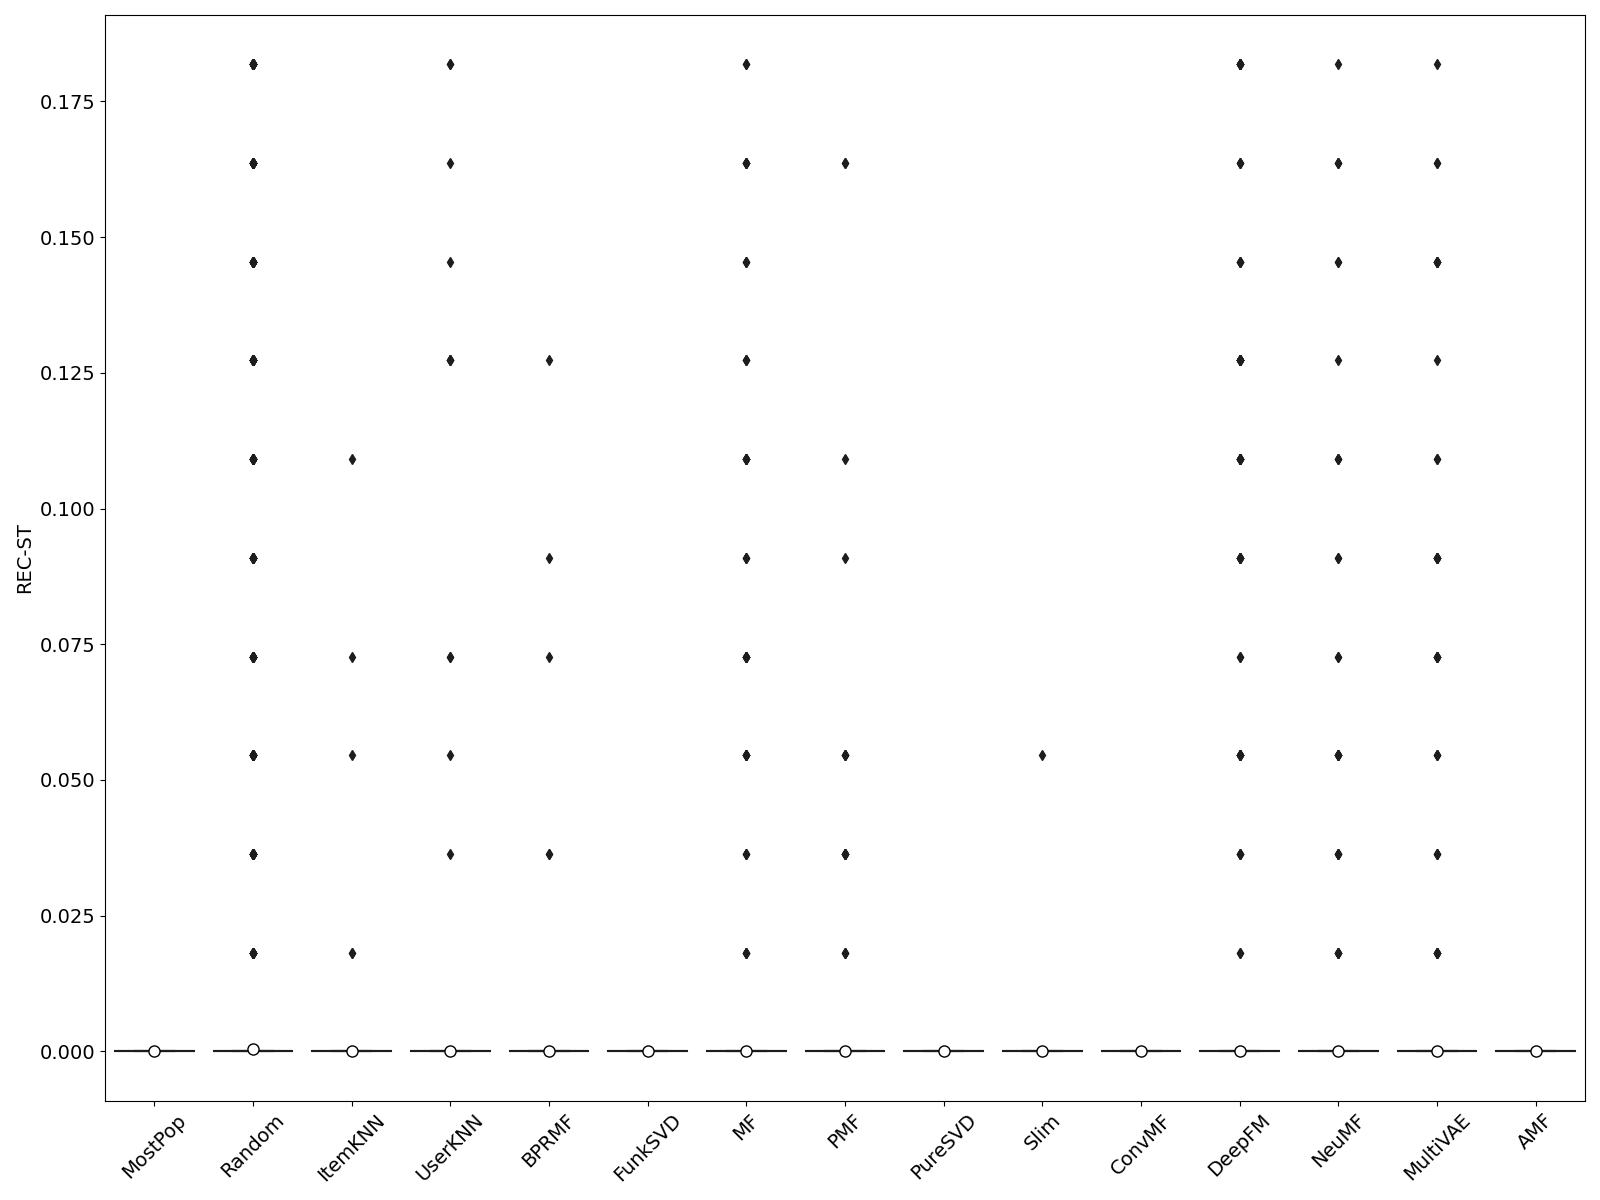 0.175
0.150
0.125
0.100
0.075
0.050
0.025
0.000
REC-ST
MostPop
Random
ItemKNN
UserKNN
BPRMF
FunkSVD
MF
PMF
PureSVD
Slim
ConvMF
DeepFM
NeuMF
MultiVAE
AMF